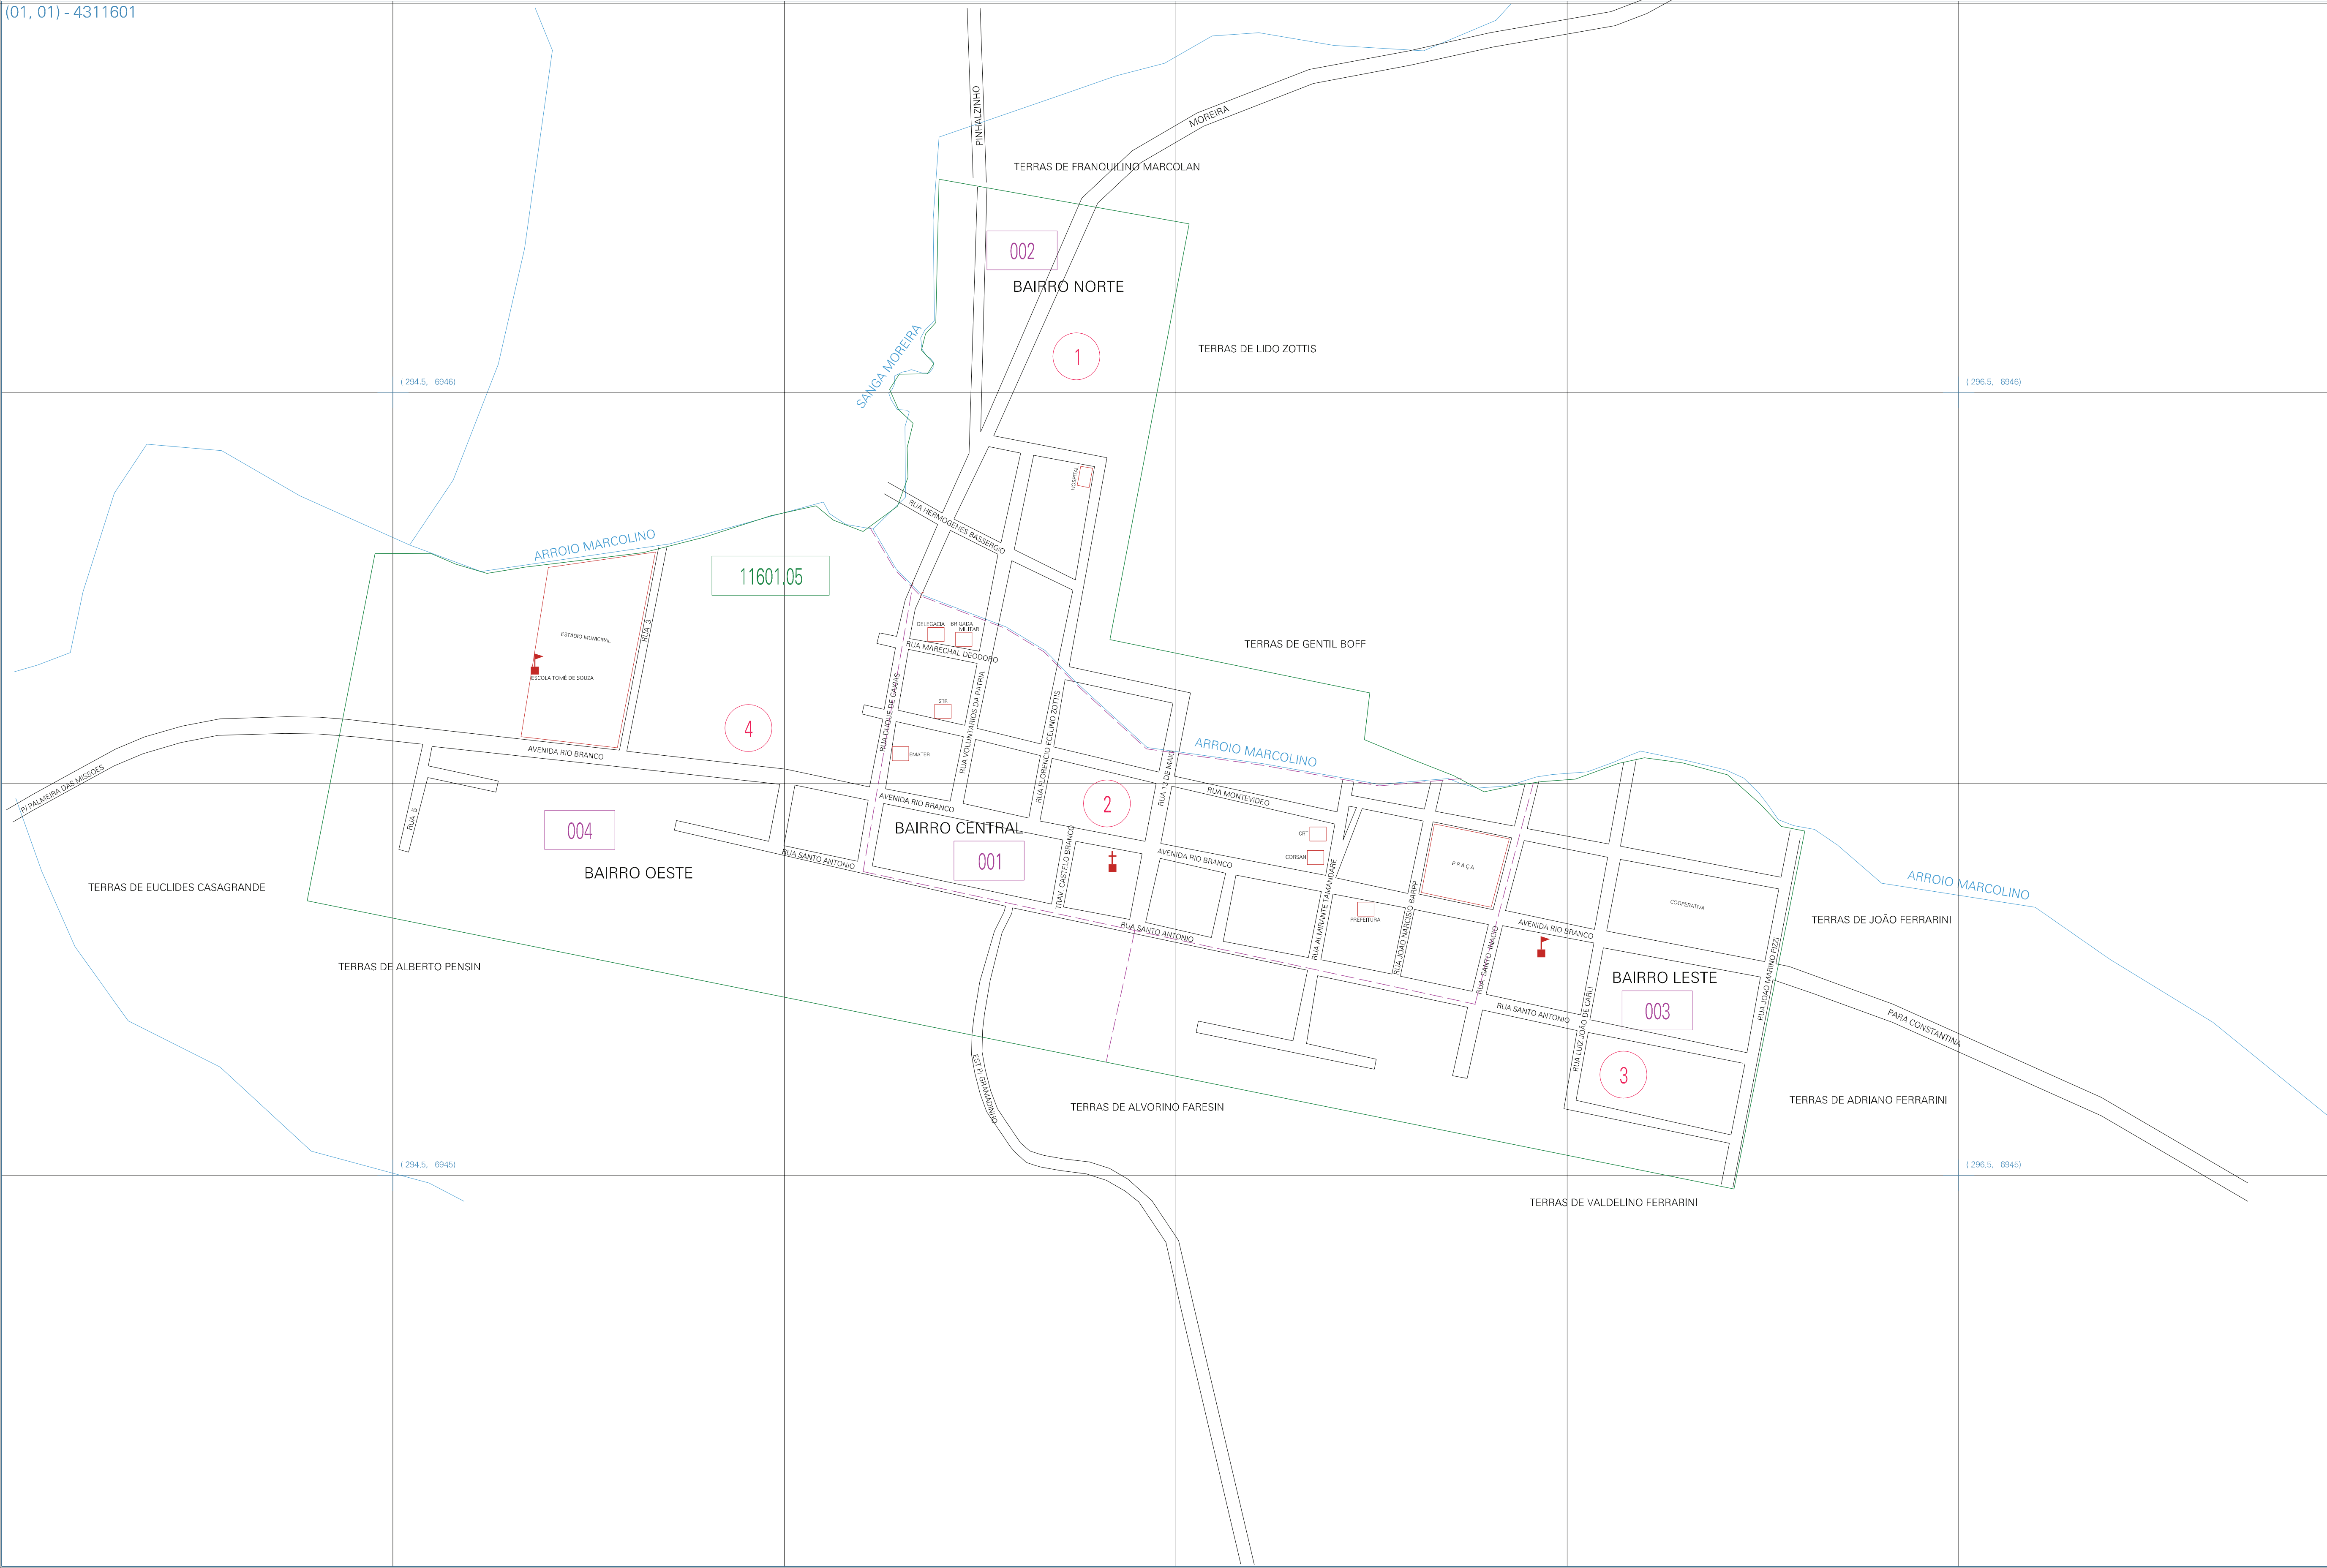 (01, 01) - 4311601
PINHALZINHO
MOREIRA
TERRAS DE FRANQUILINO MARCOLAN
002
BAIRRO NORTE
1
TERRAS DE LIDO ZOTTIS
SANGA MOREIRA
( 294.5, 6946)
( 296.5, 6946)
HOSPITAL
RUA HERMOGENES BASSERGIO
ARROIO MARCOLINO
11601.05
ESTADIO MUNICIPAL
RUA 3
ESCOLA TOMÉ DE SOUZA
DELEGACIA
BRIGADA
MILITAR
RUA MARECHAL DEODORO
TERRAS DE GENTIL BOFF
STR
RUA DUQUE DE CAXIAS
RUA VOLUNTARIOS DA PATRIA
RUA FLORENCIO ECELINO ZOTTIS
4
AVENIDA RIO BRANCO
EMATER
RUA 13 DE MAIO
ARROIO MARCOLINO
P/ PALMEIRA DAS MISSOES
RUA 5
004
BAIRRO OESTE
AVENIDA RIO BRANCO
BAIRRO CENTRAL
001
2
RUA MONTEVIDEO
RUA SANTO ANTONIO
TRAV. CASTELO BRANCO
AVENIDA RIO BRANCO
CRT
CORSAN
PRAÇA
RUA ALMIRANTE TAMANDARE
PREFEITURA
RUA JOAO NARCISIO BARPP
TERRAS DE EUCLIDES CASAGRANDE
ARROIO MARCOLINO
COOPERATIVA
TERRAS DE JOÃO FERRARINI
RUA SANTO ANTONIO
RUA SANTO INACIO
AVENIDA RIO BRANCO
TERRAS DE ALBERTO PENSIN
BAIRRO LESTE
003
RUA JOAO MARINO PIZZI
RUA SANTO ANTONIO
RUA LUIZ JOÃO DE CARLI
PARA CONSTANTINA
3
EST P/ GRAMADINHO
TERRAS DE ALVORINO FARESIN
TERRAS DE ADRIANO FERRARINI
( 294.5, 6945)
( 296.5, 6945)
TERRAS DE VALDELINO FERRARINI